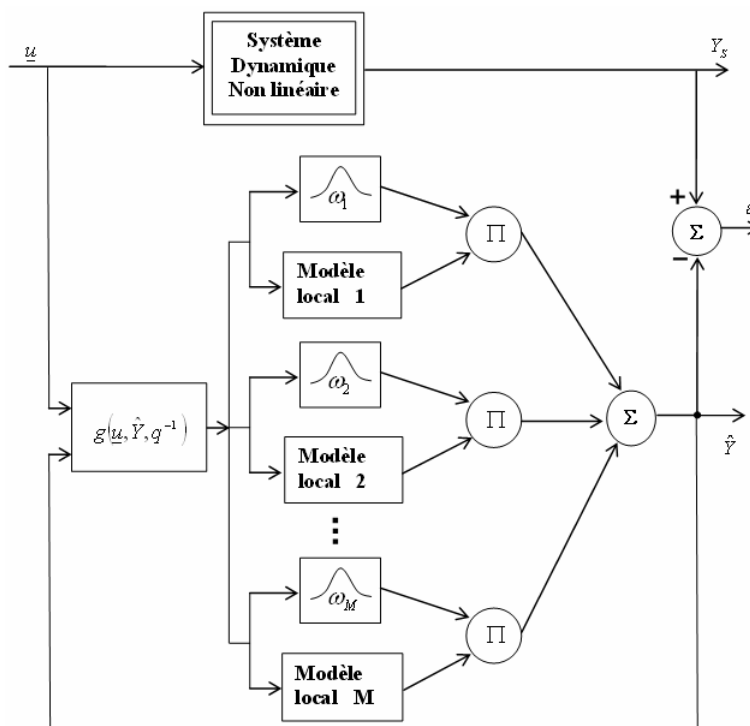 u
Système
Dynamique
Non linéaire
Y_S
ω_1
Π
+
Σ
−
Modèle
local 1
ω_2
g(u, Ŷ, q^{-1})
Π
Σ
Ŷ
Modèle
local 2
...
ω_M
Π
Modèle
local M